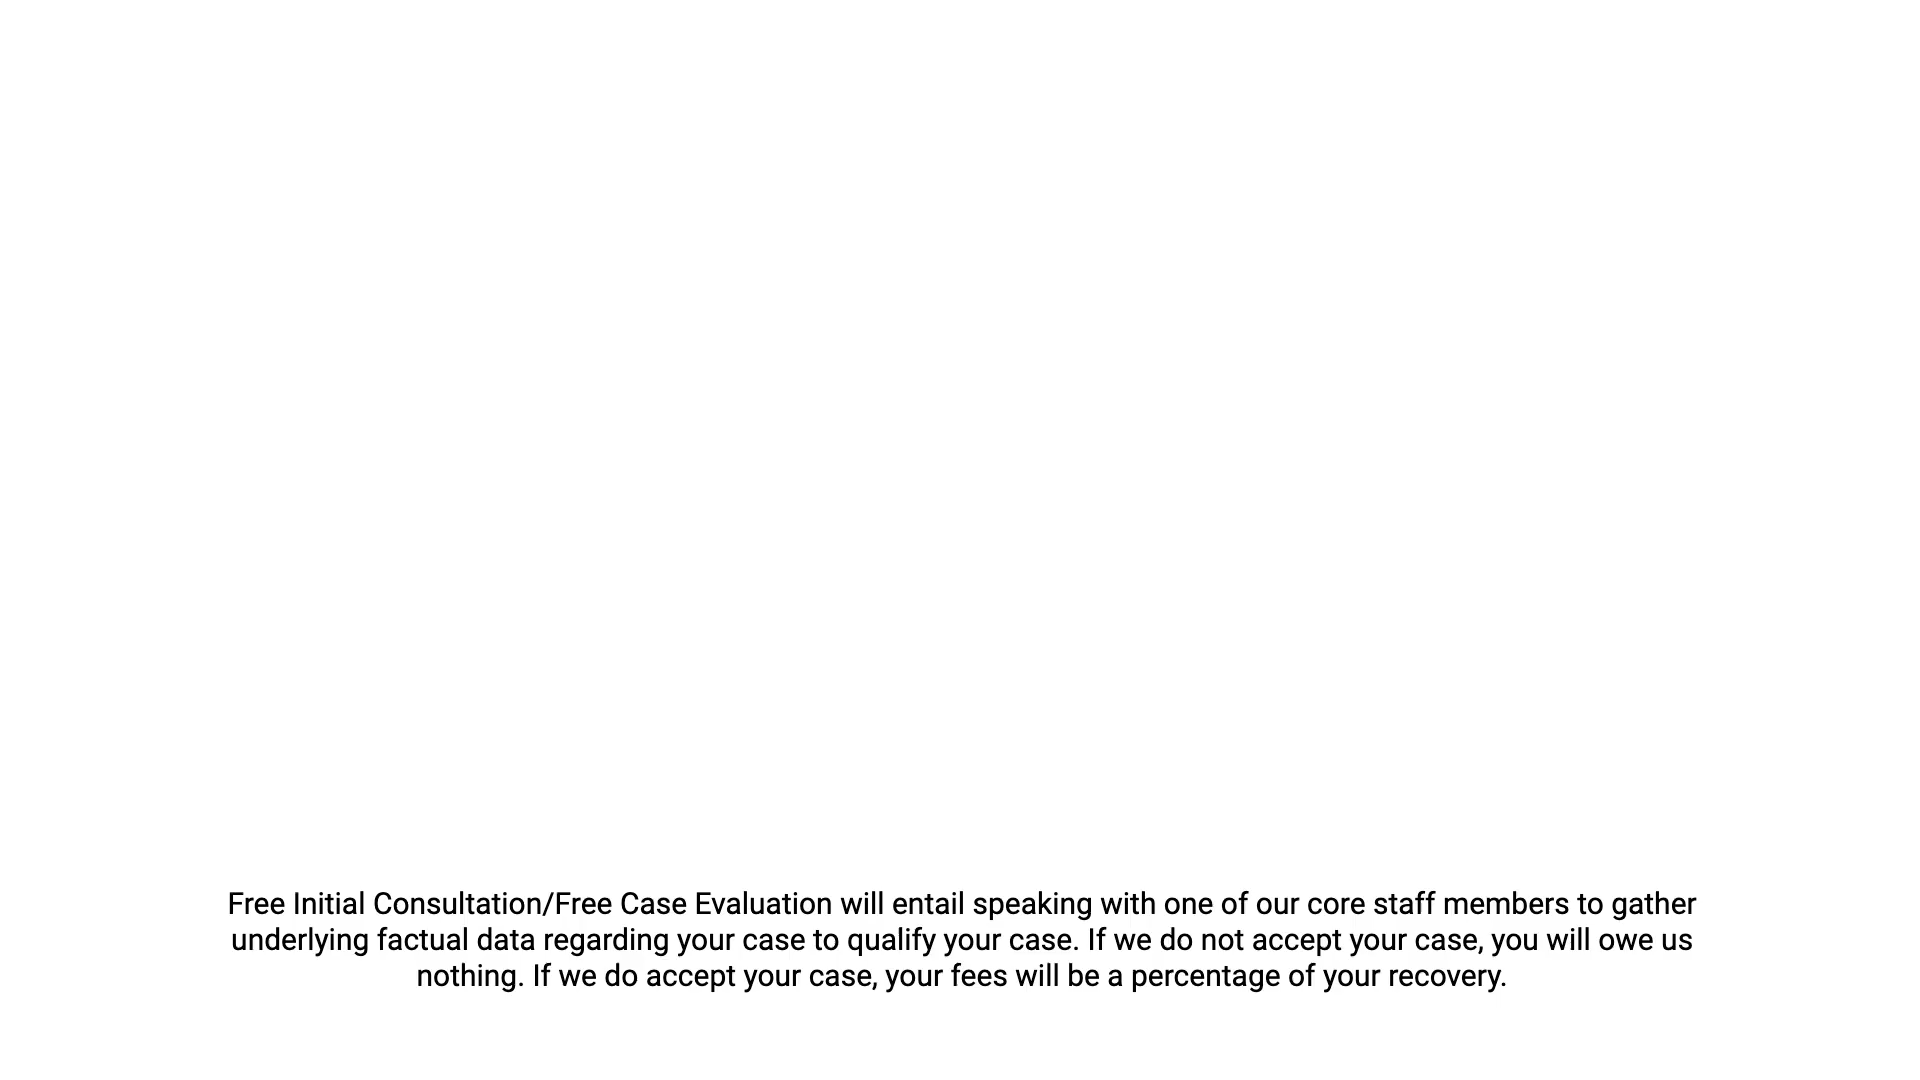 Free Initial Consultation/Free Case Evaluation will entail speaking with one of our core staff members to gather
underlying factual data regarding your case to qualify your case. If we do not accept your case, you will owe us
nothing. If we do accept your case, your fees will be a percentage of your recovery.